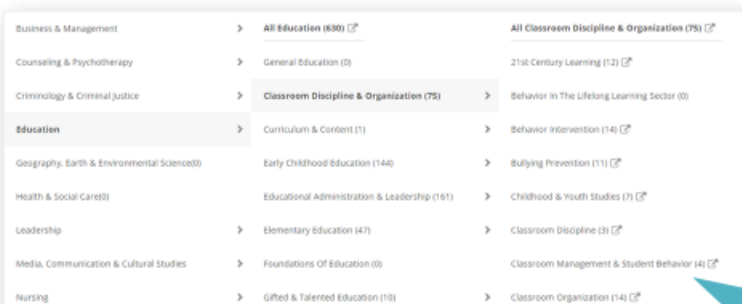 Business & Management
Counseling & Psychotherapy
Criminology & Criminal Justice
Education
Geography, Earth & Environmental Science(0)
Health & Social Care(0)
Leadership
Media, Communication & Cultural Studies
Nursing
All Education (630)
General Education (0)
Classroom Discipline & Organization (75)
Curriculum & Content (1)
Early Childhood Education (144)
Educational Administration & Leadership (161)
Elementary Education (47)
Foundations Of Education (0)
Gifted & Talented Education (10)
All Classroom Discipline & Organization (75)
21st Century Learning (12)
Behavior In The Lifelong Learning Sector (0)
Behavior Intervention (14)
Bullying Prevention (11)
Childhood & Youth Studies (7)
Classroom Discipline (3)
Classroom Management & Student Behavior (4)
Classroom Organization (14)